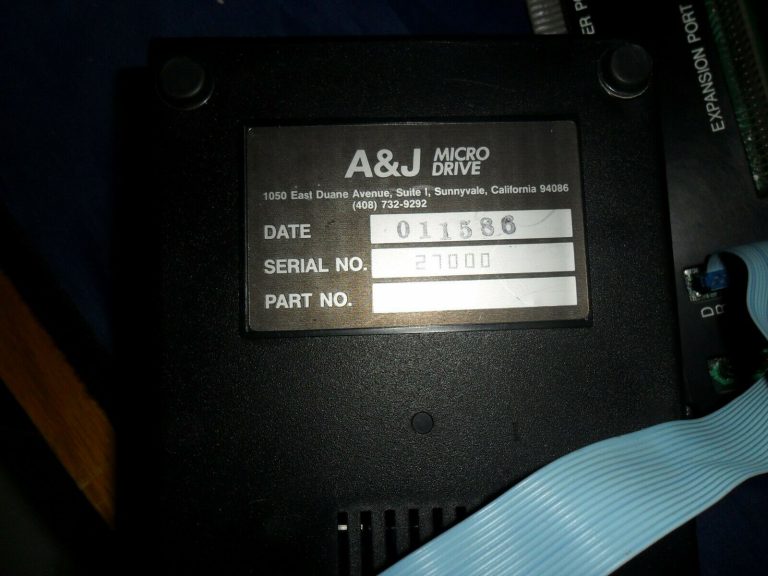 A&J MICRO DRIVE
1050 East Duane Avenue, Suite I, Sunnyvale, California 94086
(408) 732-9292
DATE 011586
SERIAL NO. 27000
PART NO.
EXPANSION PORT